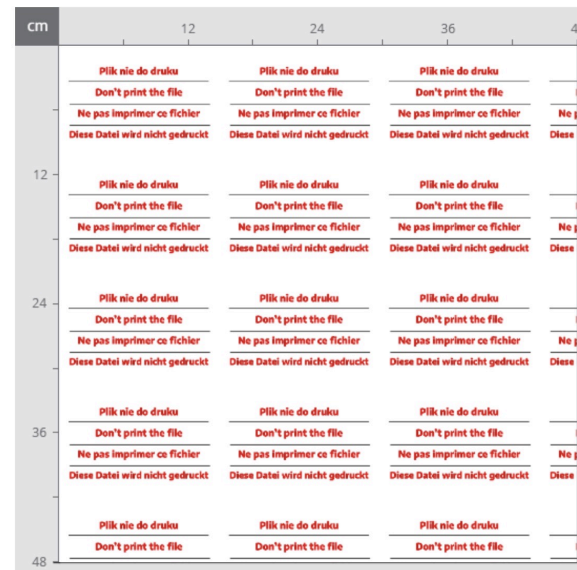 cm 12 24 36 4
Plik nie do druku Plik nie do druku Plik nie do druku
Don't print the file Don't print the file Don't print the file
Ne pas imprimer ce fichier Ne pas imprimer ce fichier Ne pas imprimer ce fichier Ne p
Diese Datei wird nicht gedruckt Diese Datei wird nicht gedruckt Diese Datei wird nicht gedruckt Diese
12
Plik nie do druku Plik nie do druku Plik nie do druku
Don't print the file Don't print the file Don't print the file
Ne pas imprimer ce fichier Ne pas imprimer ce fichier Ne pas imprimer ce fichier Ne p
Diese Datei wird nicht gedruckt Diese Datei wird nicht gedruckt Diese Datei wird nicht gedruckt Diese
24
Plik nie do druku Plik nie do druku Plik nie do druku
Don't print the file Don't print the file Don't print the file
Ne pas imprimer ce fichier Ne pas imprimer ce fichier Ne pas imprimer ce fichier Ne p
Diese Datei wird nicht gedruckt Diese Datei wird nicht gedruckt Diese Datei wird nicht gedruckt Diese
Plik nie do druku Plik nie do druku Plik nie do druku
36
Don't print the file Don't print the file Don't print the file
Ne pas imprimer ce fichier Ne pas imprimer ce fichier Ne pas imprimer ce fichier Ne p
Diese Datei wird nicht gedruckt Diese Datei wird nicht gedruckt Diese Datei wird nicht gedruckt Diese
Plik nie do druku Plik nie do druku Plik nie do druku
Don't print the file Don't print the file Don't print the file
48